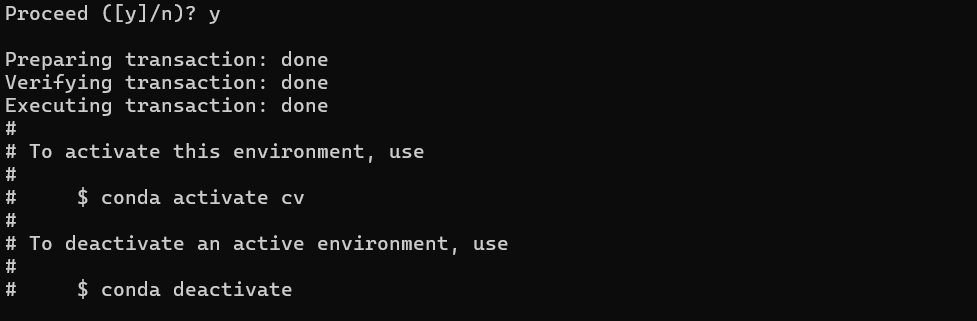 Proceed ([y]/n)? y
Preparing transaction: done
Verifying transaction: done
Executing transaction: done
#
# To activate this environment, use
#
#     $ conda activate cv
#
# To deactivate an active environment, use
#
#     $ conda deactivate